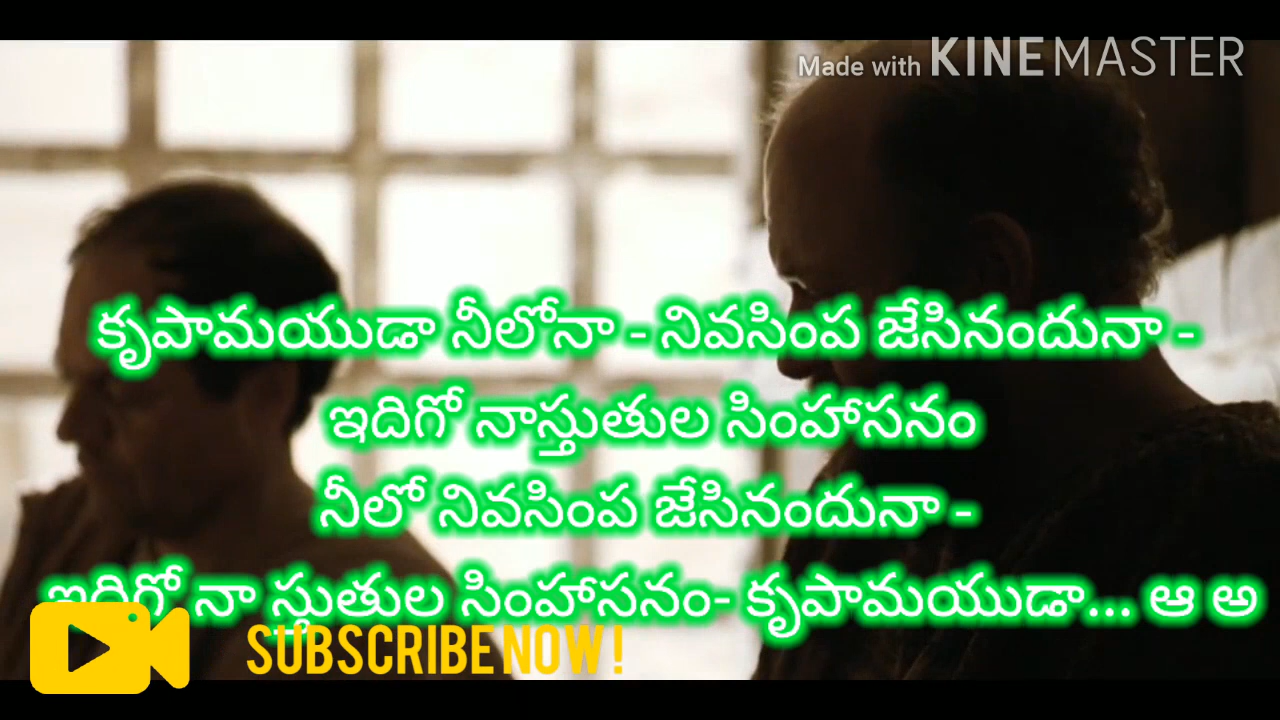 Made with KINEMASTER
కృపామయుడా నీలోనా - నివసింప జేసినందునా -
ఇదిగో నాస్తుతుల సింహాసనం
నీలో నివసింప జేసినందునా -
ఇదిగో నా స్తుతుల సింహాసనం- కృపామయుడా... ఆ అ
SUBSCRIBE NOW!